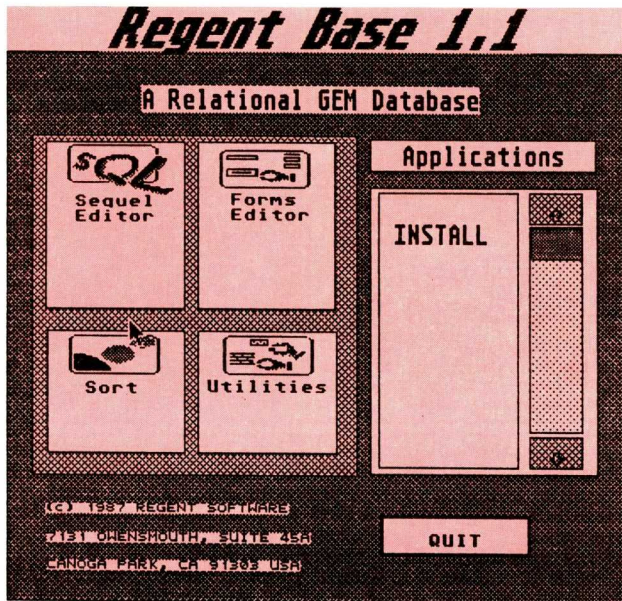 Regent Base 1.1
A Relational GEM Database
SQL
Sequel
Editor
Forms
Editor
Sort
Utilities
Applications
INSTALL
(c) 1987 REGENT SOFTWARE
7131 OWENSMOUTH, SUITE 45A
CANOGA PARK, CA 91303 USA
QUIT